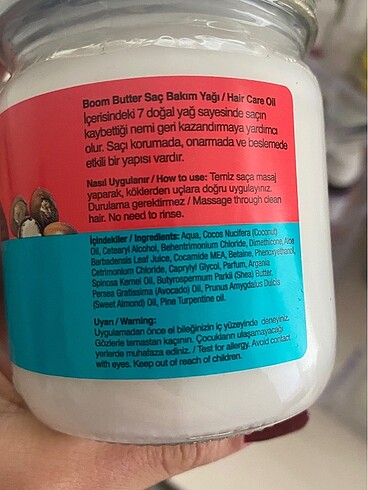 Boom Butter Saç Bakım Yağı / Hair Care Oil
İçerisindeki 7 doğal yağ sayesinde saçın
kaybettiği nemi geri kazandırmaya yardımcı
olur. Saçı korumada, onarmada ve beslemede
etkili bir yapısı vardır.
Nasıl Uygulanır / How to use: Temiz saça masaj
yaparak, köklerden uçlara doğru uygulayınız.
Durulama gerektirmez / Massage through clean
hair. No need to rinse.
İçindekiler / Ingredients: Aqua, Cocos Nucifera (Coconut)
Oil, Cetearyl Alcohol, Behentrimonium Chloride, Dimethicone, Aloe
Barbadensis Leaf Juice, Cocamide MEA, Betaine, Phenoxyethanol,
Cetrimonium Chloride, Caprylyl Glycol, Parfum, Argania
Spinosa Kernel Oil, Butyrospermum Parkii (Shea) Butter,
Persea Gratissima (Avocado) Oil, Prunus Amygdalus Dulcis
(Sweet Almond) Oil, Pine Turpentine oil.
Uyarı / Warning:
Uygulamadan önce el bileğinizin iç yüzeyinde deneyiniz.
Gözlerle temastan kaçının. Çocukların ulaşamayacağı
yerlerde muhafaza ediniz. / Test for allergy. Avoid contact
with eyes. Keep out of reach of children.